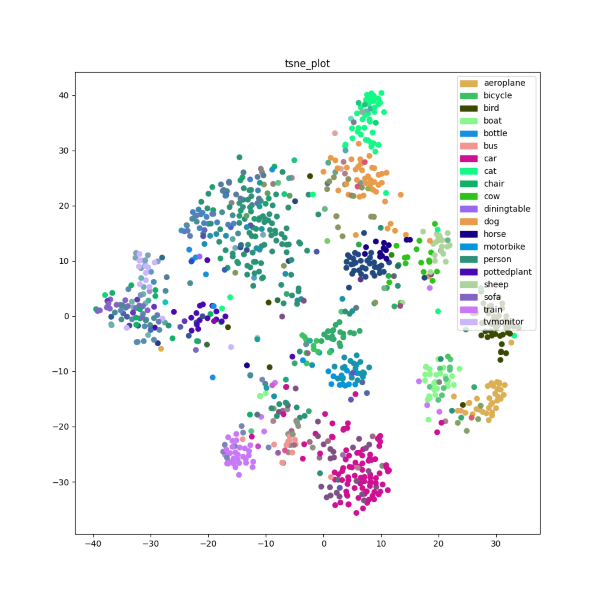 tsne_plot
aeroplane
bicycle
bird
boat
bottle
bus
car
cat
chair
cow
diningtable
dog
horse
motorbike
person
pottedplant
sheep
sofa
train
tvmonitor
40
30
20
10
0
−10
−20
−30
−40 −30 −20 −10 0 10 20 30